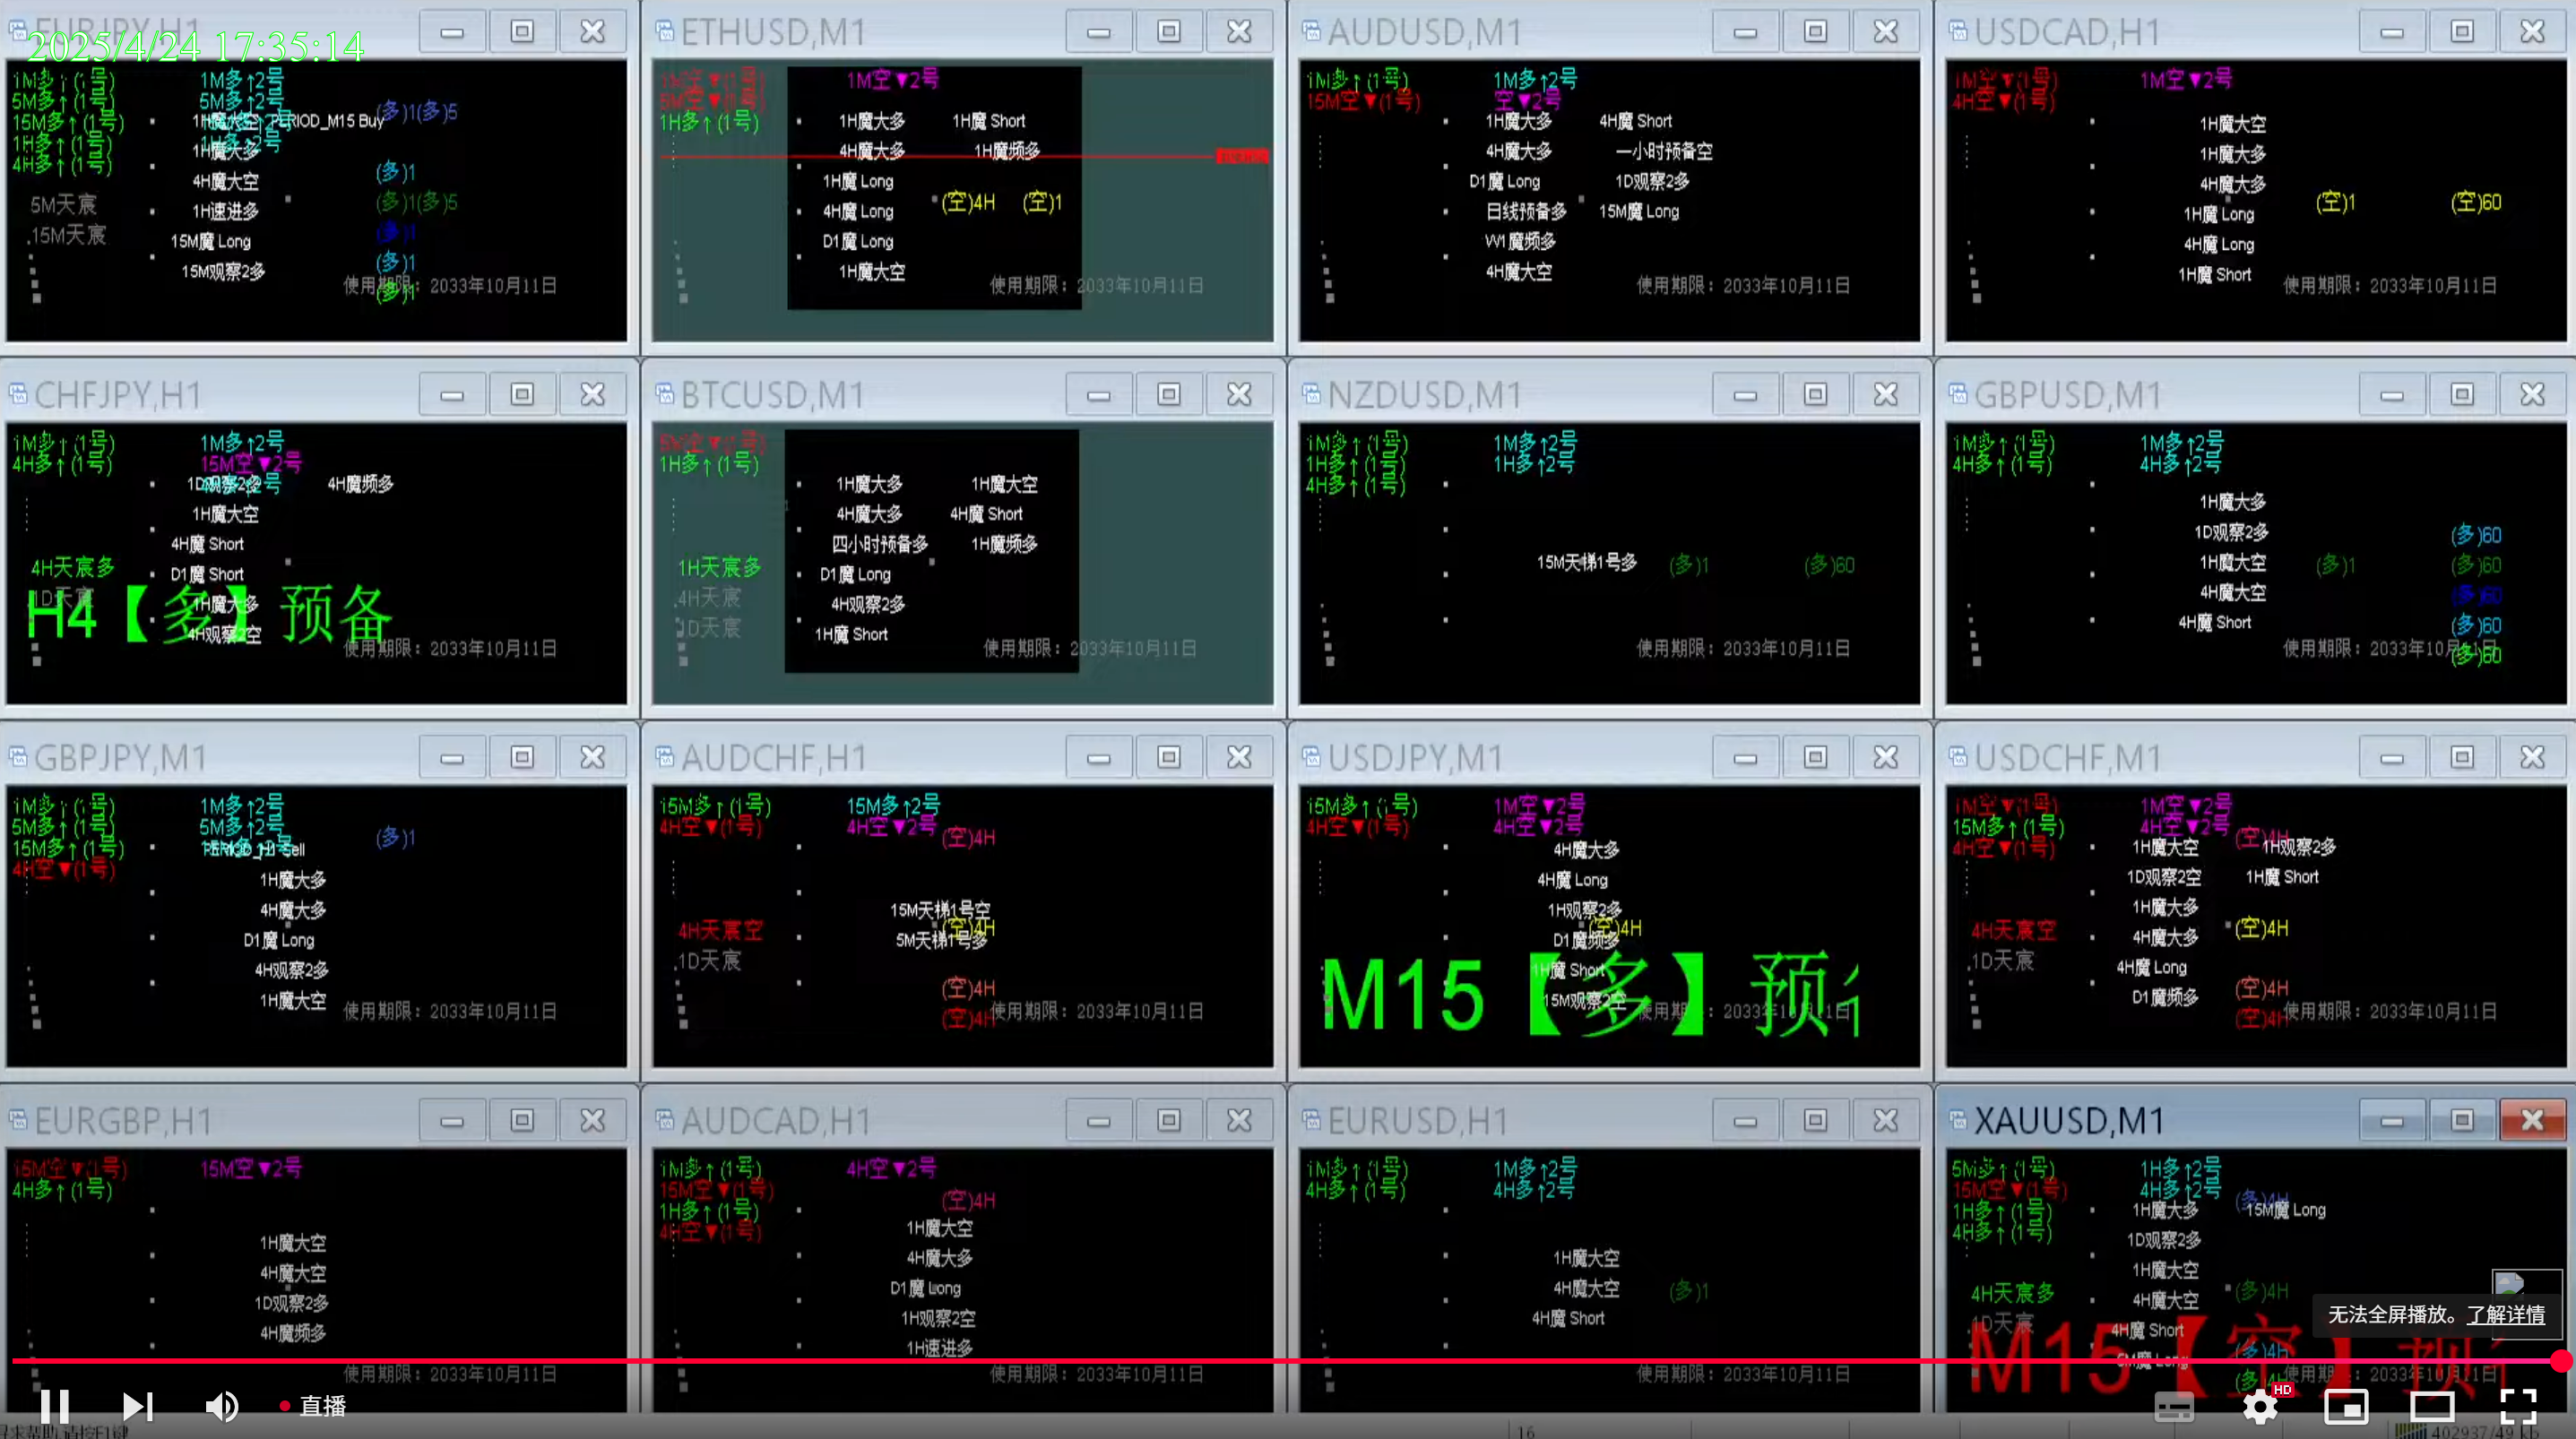 EURJPY,H1
2025/4/24 17:35:14
1M多↑(1号)
5M多↑(1号)
15M多↑(1号)
1H多↑(1号)
4H多↑(1号)
5M天宸
15M天宸
1M多↑2号
5M多↑2号
PERIOD_M15 Buy
1H魔大多
4H魔大空
1H速进多
15M魔 Long
15M观察2多
(多)1(多)5
(多)1
(多)1(多)5
(多)1
(多)1
(多)1
使用期限：2033年10月11日
ETHUSD,M1
1M空▼(1号)
5M空▼(1号)
1H多↑(1号)
1M空▼2号
1H魔大多 1H魔 Short
4H魔大多 1H魔频多
1H魔 Long
4H魔 Long
D1魔 Long
1H魔大空
(空)4H (空)1
使用期限：2033年10月11日
AUDUSD,M1
1M多↑(1号)
15M空▼(1号)
1M多↑2号
空▼2号
1H魔大多 4H魔 Short
4H魔大多 一小时预备空
D1魔 Long 1D观察2多
日线预备多 15M魔 Long
W1魔频多
4H魔大空
使用期限：2033年10月11日
USDCAD,H1
1M空▼(1号)
4H空▼(1号)
1M空▼2号
1H魔大空
1H魔大多
4H魔大多
1H魔 Long
4H魔 Long
1H魔 Short
(空)1 (空)60
使用期限：2033年10月11日
CHFJPY,H1
1M多↑(1号)
4H多↑(1号)
1M多↑2号
15M空▼2号
1D观察2多 4H魔频多
1H魔大空
4H魔 Short
D1魔 Short
1H魔大多
4H观察2空
4H天宸多
1D天宸
H4【多】预备
使用期限：2033年10月11日
BTCUSD,M1
5M空▼(1号)
1H多↑(1号)
1H魔大多 1H魔大空
4H魔大多 4H魔 Short
四小时预备多 1H魔频多
D1魔 Long
4H观察2多
1H魔 Short
1H天宸多
4H天宸
1D天宸
使用期限：2033年10月11日
NZDUSD,M1
1M多↑(1号)
1H多↑(1号)
4H多↑(1号)
1M多↑2号
1H多↑2号
15M天梯1号多 (多)1 (多)60
使用期限：2033年10月11日
GBPUSD,M1
1M多↑(1号)
4H多↑(1号)
1M多↑2号
4H多↑2号
1H魔大多
1D观察2多
1H魔大空
4H魔大空
4H魔 Short
(多)60
(多)1 (多)60
(多)60
(多)60
(多)60
使用期限：2033年10月11日
GBPJPY,M1
1M多↑(1号)
5M多↑(1号)
15M多↑(1号)
4H空▼(1号)
1M多↑2号
5M多↑2号
(多)1
1H魔大多
4H魔大多
D1魔 Long
4H观察2多
1H魔大空
使用期限：2033年10月11日
AUDCHF,H1
15M多↑(1号)
4H空▼(1号)
15M多↑2号
4H空▼2号
(空)4H
15M天梯1号空
(空)4H
5M天梯1号多
4H天宸空
1D天宸
(空)4H
(空)4H
使用期限：2033年10月11日
USDJPY,M1
15M多↑(1号)
4H空▼(1号)
1M空▼2号
4H空▼2号
4H魔大多
4H魔 Long
1H观察2多
(空)4H
D1魔频多
1H魔 Short
15M观察2空
M15【多】预
USDCHF,M1
1M空▼(1号)
15M多↑(1号)
4H空▼(1号)
1M空▼2号
4H空▼2号
(空)4H
1H魔大空 1H观察2多
1D观察2空 1H魔 Short
1H魔大多
4H魔大多
4H魔 Long
D1魔频多
4H天宸空
1D天宸
(空)4H
(空)4H
(空)4H
使用期限：2033年10月11日
EURGBP,H1
15M空▼(1号)
4H多↑(1号)
15M空▼2号
1H魔大空
4H魔大空
1D观察2多
4H魔频多
使用期限：2033年10月11日
AUDCAD,H1
1M多↑(1号)
15M空▼(1号)
1H多↑(1号)
4H空▼(1号)
4H空▼2号
(空)4H
1H魔大空
4H魔大多
D1魔 Long
1H观察2空
1H速进多
使用期限：2033年10月11日
EURUSD,H1
1M多↑(1号)
4H多↑(1号)
1M多↑2号
4H多↑2号
1H魔大空
4H魔大空
4H魔 Short
(多)1
使用期限：2033年10月11日
XAUUSD,M1
5M多↑(1号)
15M空▼(1号)
1H多↑(1号)
4H多↑(1号)
1H多↑2号
4H多↑2号
(多)4H
1H魔大多 15M魔 Long
1D观察2多
1H魔大空
4H魔大空
4H魔 Short
5M魔 Long
4H天宸多
1D天宸
(多)4H
(多)4H
(多)4H
M15【空】预
使用期限：2033年10月11日
无法全屏播放。了解详情
直播
HD
16